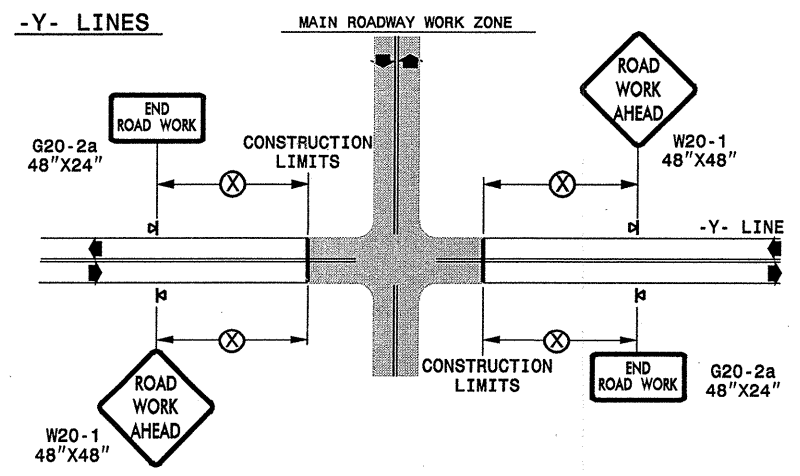 -Y- LINES
MAIN ROADWAY WORK ZONE
END
ROAD WORK
G20-2a
48"X24"
CONSTRUCTION
LIMITS
X
ROAD
WORK
AHEAD
W20-1
48"X48"
X
-Y- LINE
X
ROAD
WORK
AHEAD
W20-1
48"X48"
X
CONSTRUCTION
LIMITS
END
ROAD WORK
G20-2a
48"X24"